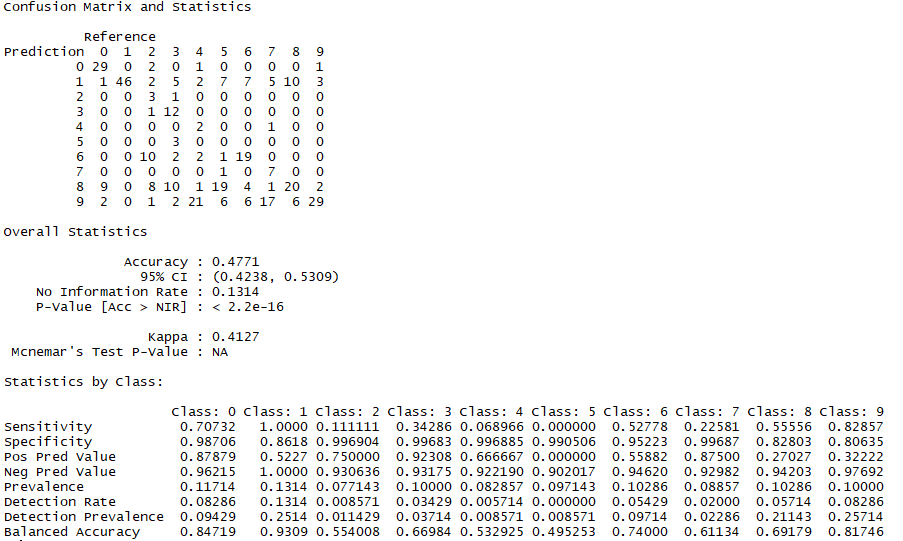 Confusion Matrix and Statistics
Reference
Prediction 0 1 2 3 4 5 6 7 8 9
0 29 0 2 0 1 0 0 0 0 1
1 1 46 2 5 2 7 7 5 10 3
2 0 0 3 1 0 0 0 0 0 0
3 0 0 1 12 0 0 0 0 0 0
4 0 0 0 0 2 0 0 1 0 0
5 0 0 0 3 0 0 0 0 0 0
6 0 0 10 2 2 1 19 0 0 0
7 0 0 0 0 0 1 0 7 0 0
8 9 0 8 10 1 19 4 1 20 2
9 2 0 1 2 21 6 6 17 6 29
Overall Statistics
Accuracy : 0.4771
95% CI : (0.4238, 0.5309)
No Information Rate : 0.1314
P-Value [Acc > NIR] : < 2.2e-16
Kappa : 0.4127
Mcnemar's Test P-Value : NA
Statistics by Class:
Class: 0 Class: 1 Class: 2 Class: 3 Class: 4 Class: 5 Class: 6 Class: 7 Class: 8 Class: 9
Sensitivity 0.70732 1.0000 0.111111 0.34286 0.068966 0.000000 0.52778 0.22581 0.55556 0.82857
Specificity 0.98706 0.8618 0.996904 0.99683 0.996885 0.990506 0.95223 0.99687 0.82803 0.80635
Pos Pred Value 0.87879 0.5227 0.750000 0.92308 0.666667 0.000000 0.55882 0.87500 0.27027 0.32222
Neg Pred Value 0.96215 1.0000 0.930636 0.93175 0.922190 0.902017 0.94620 0.92982 0.94203 0.97692
Prevalence 0.11714 0.1314 0.077143 0.10000 0.082857 0.097143 0.10286 0.08857 0.10286 0.10000
Detection Rate 0.08286 0.1314 0.008571 0.03429 0.005714 0.000000 0.05429 0.02000 0.05714 0.08286
Detection Prevalence 0.09429 0.2514 0.011429 0.03714 0.008571 0.008571 0.09714 0.02286 0.21143 0.25714
Balanced Accuracy 0.84719 0.9309 0.554008 0.66984 0.532925 0.495253 0.74000 0.61134 0.69179 0.81746